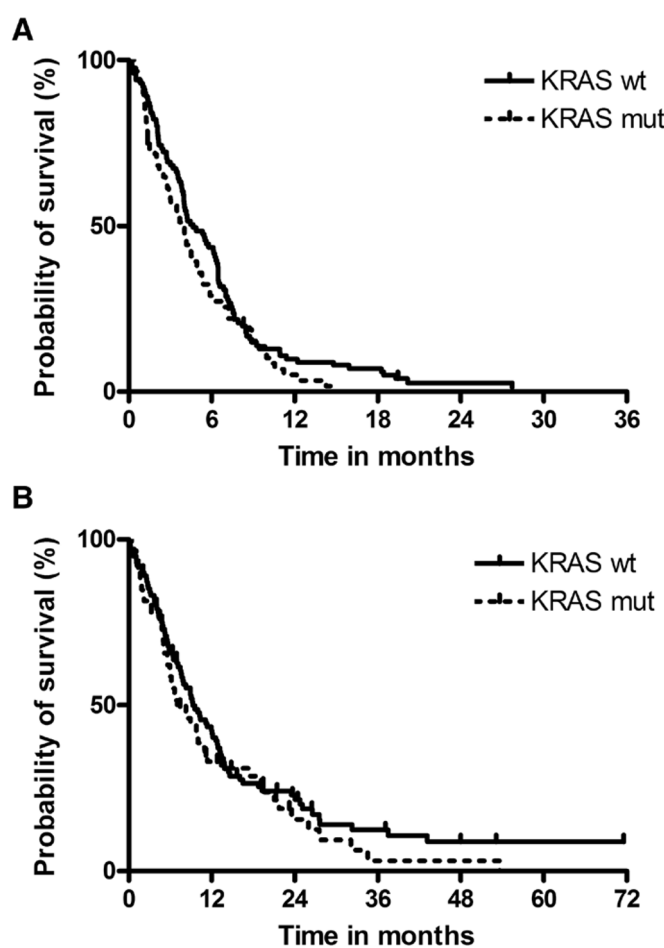 A
Probability of survival (%)
100
50
0
KRAS wt
KRAS mut
0 6 12 18 24 30 36
Time in months
B
Probability of survival (%)
100
50
0
KRAS wt
KRAS mut
0 12 24 36 48 60 72
Time in months